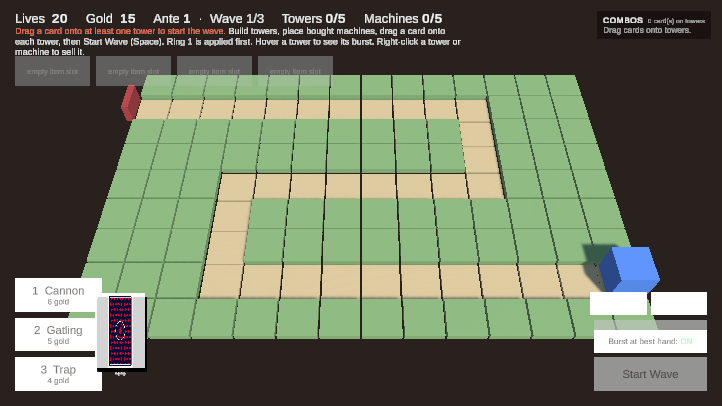 Lives 20 Gold 15 Ante 1 · Wave 1/3 Towers 0/5 Machines 0/5
Drag a card onto at least one tower to start the wave. Build towers, place bought machines, drag a card onto
each tower, then Start Wave (Space). Ring 1 is applied first. Hover a tower to see its burst. Right-click a tower or
machine to sell it.
COMBOS 0 card(s) on towers
Drag cards onto towers.
empty item slot empty item slot empty item slot empty item slot
1 Cannon
6 gold
2 Gatling
5 gold
3 Trap
4 gold
Burst at best hand: ON
Start Wave